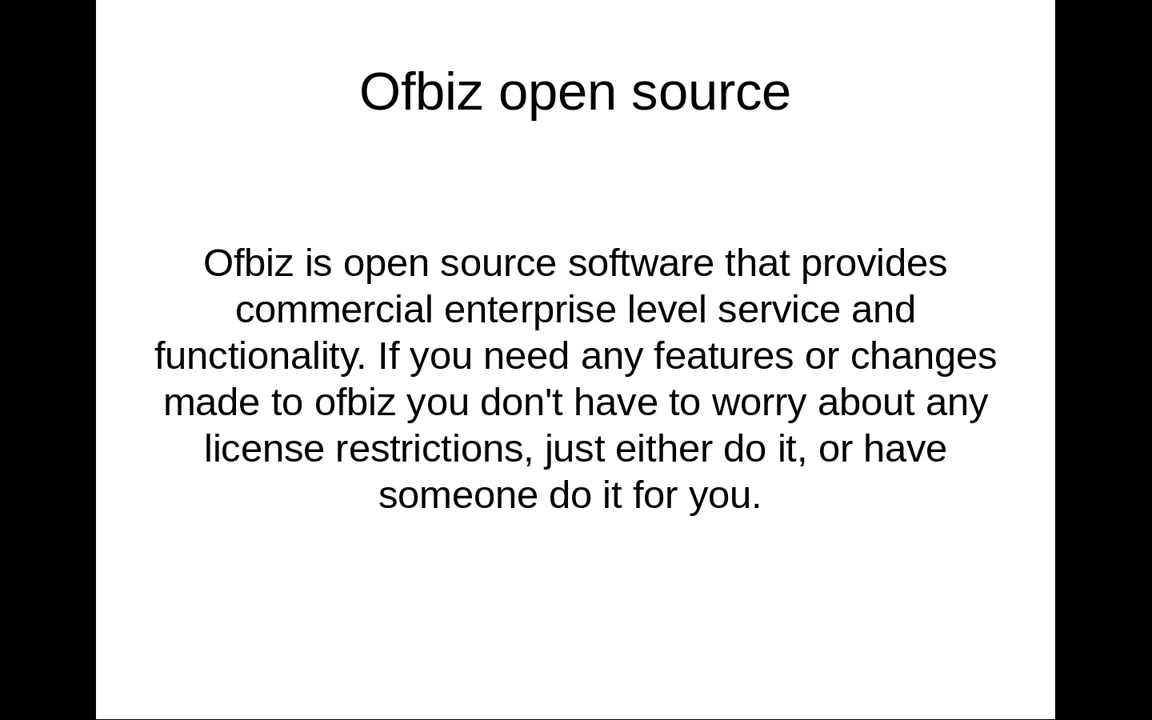 Ofbiz open source
Ofbiz is open source software that provides
commercial enterprise level service and
functionality. If you need any features or changes
made to ofbiz you don't have to worry about any
license restrictions, just either do it, or have
someone do it for you.